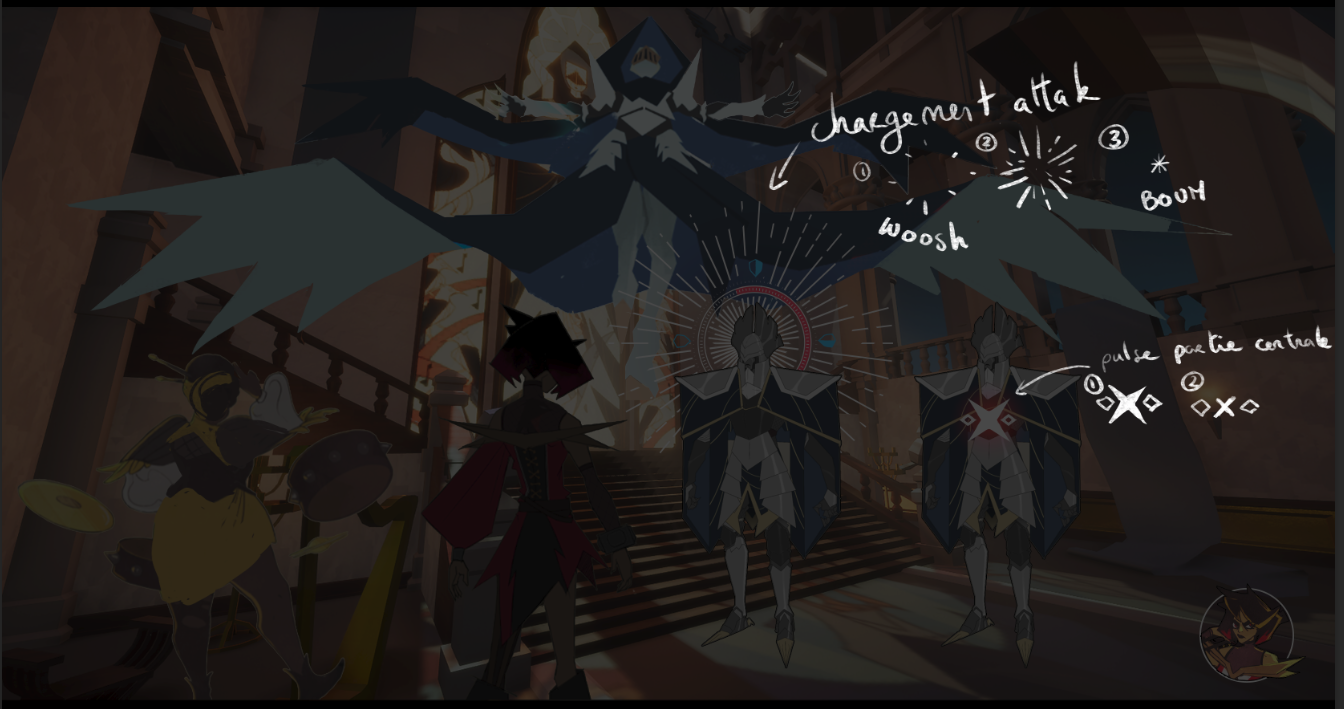 chargement attak
① ② ③
woosh
BOUM
pulse partie centrale
① ②